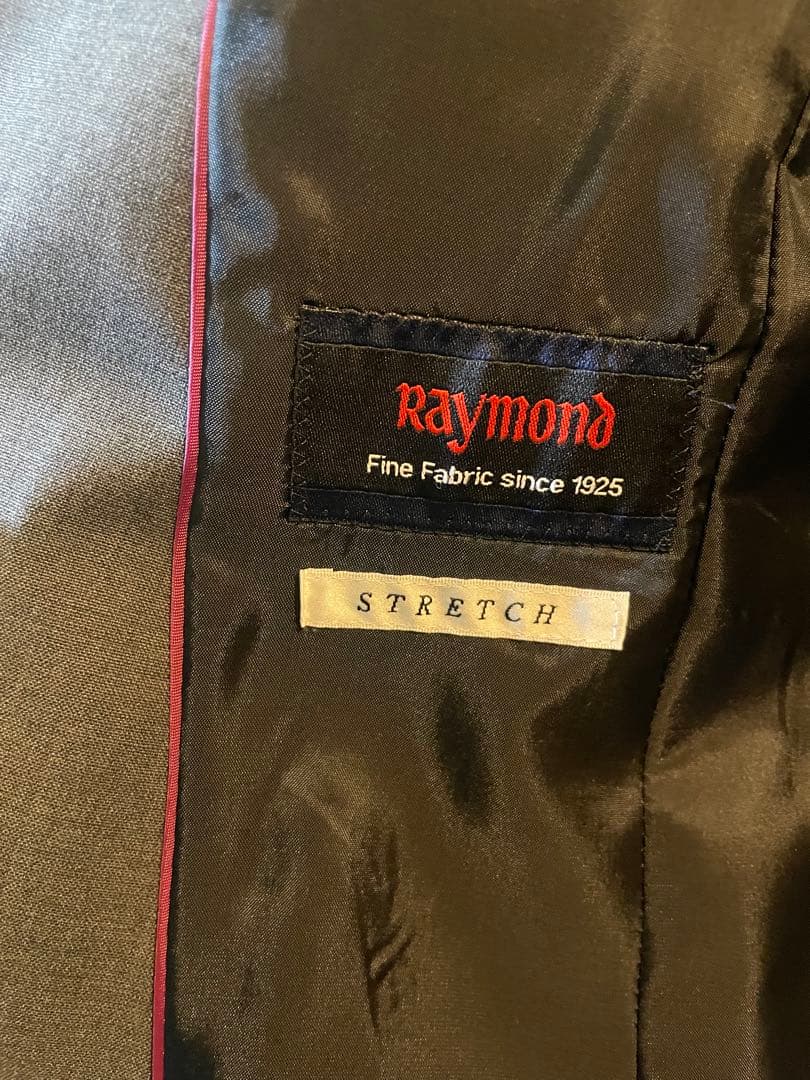 Raymond
Fine Fabric since 1925
STRETCH